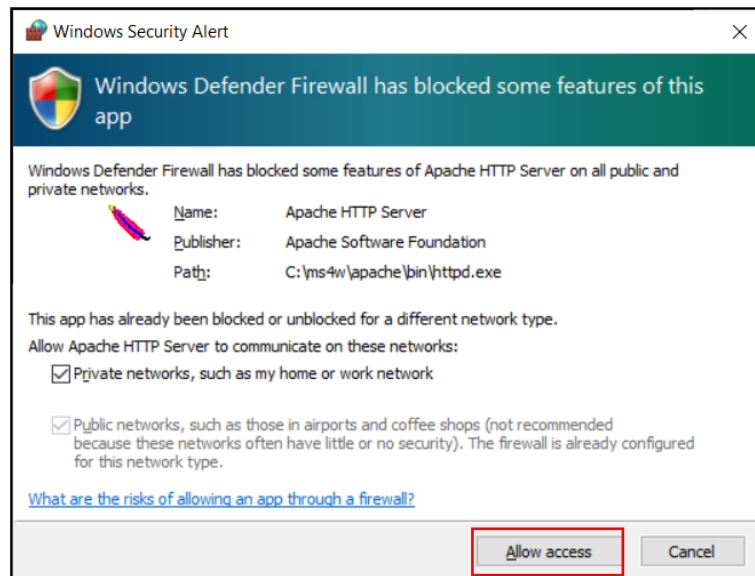 Windows Security Alert
Windows Defender Firewall has blocked some features of this
app
Windows Defender Firewall has blocked some features of Apache HTTP Server on all public and
private networks.
Name: Apache HTTP Server
Publisher: Apache Software Foundation
Path: C:\ms4w\apache\bin\httpd.exe
This app has already been blocked or unblocked for a different network type.
Allow Apache HTTP Server to communicate on these networks:
Private networks, such as my home or work network
Public networks, such as those in airports and coffee shops (not recommended
because these networks often have little or no security). The firewall is already configured
for this network type.
What are the risks of allowing an app through a firewall?
Allow access Cancel